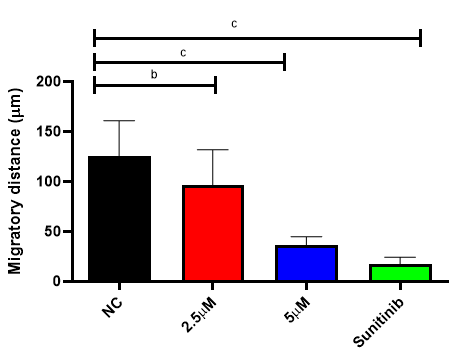 c
c
b
Migratory distance (μm)
200
150
100
50
0
NC
2.5μM
5μM
Sunitinib